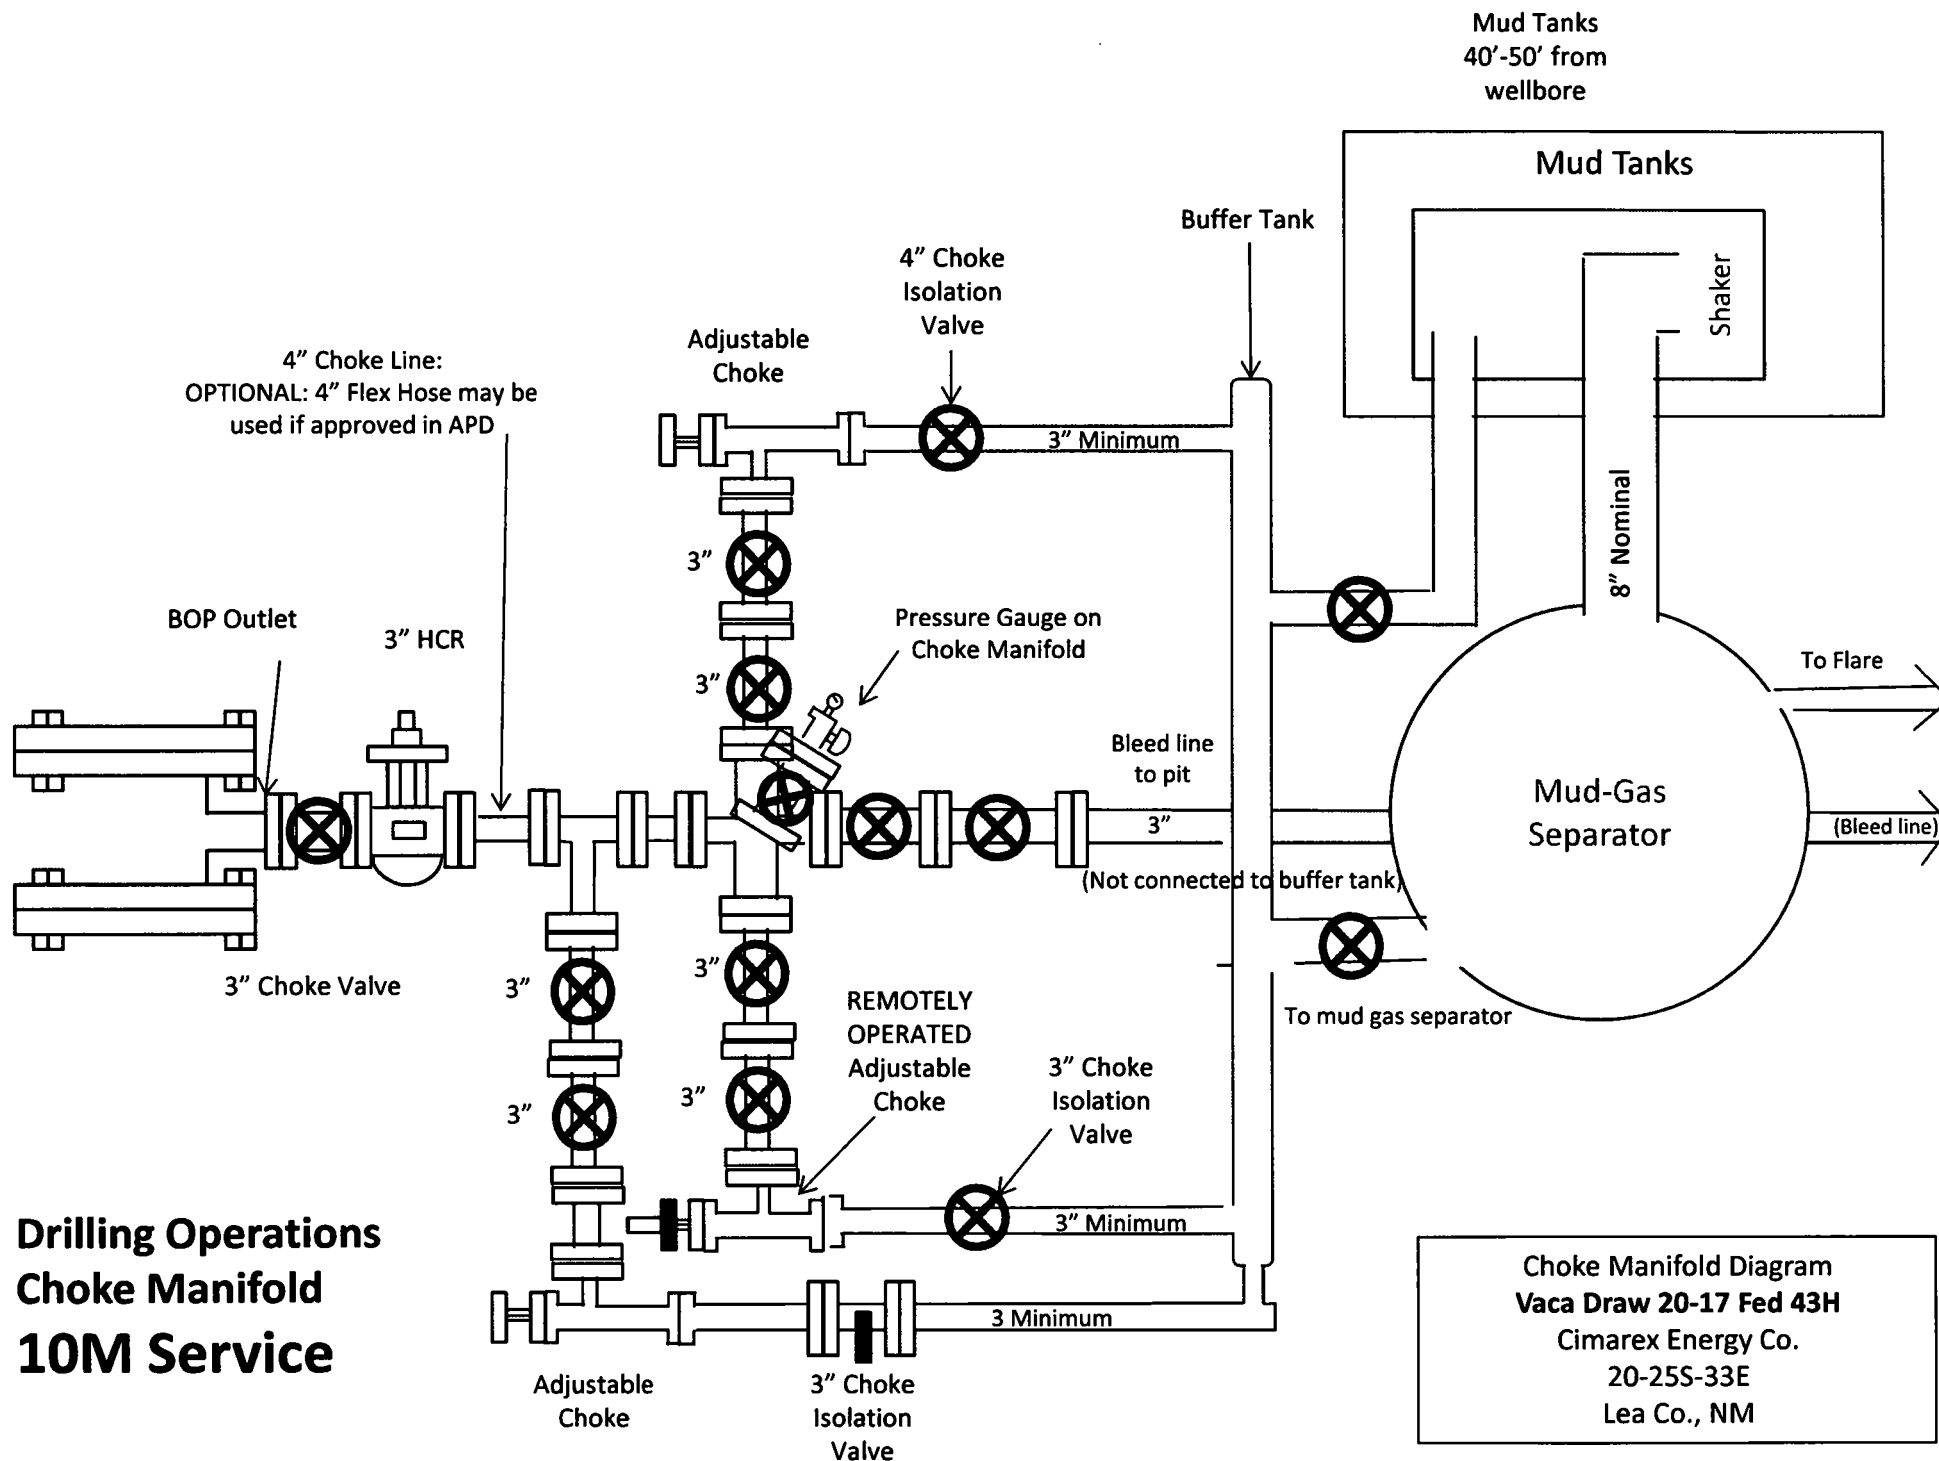 Mud Tanks
40’-50’ from
wellbore
Mud Tanks
Shaker
Buffer Tank
4” Choke
Isolation
Valve
Adjustable
Choke
4” Choke Line:
OPTIONAL: 4” Flex Hose may be
used if approved in APD
3” Minimum
8” Nominal
3”
BOP Outlet
3” HCR
Pressure Gauge on
Choke Manifold
3”
To Flare
Bleed line
to pit
3”
Mud-Gas
Separator
(Bleed line)
(Not connected to buffer tank)
3” Choke Valve
3”
3”
REMOTELY
OPERATED
Adjustable
Choke
To mud gas separator
3” Choke
Isolation
Valve
3”
3”
3” Minimum
Drilling Operations
Choke Manifold
10M Service
3 Minimum
Adjustable
Choke
3” Choke
Isolation
Valve
Choke Manifold Diagram
Vaca Draw 20-17 Fed 43H
Cimarex Energy Co.
20-25S-33E
Lea Co., NM